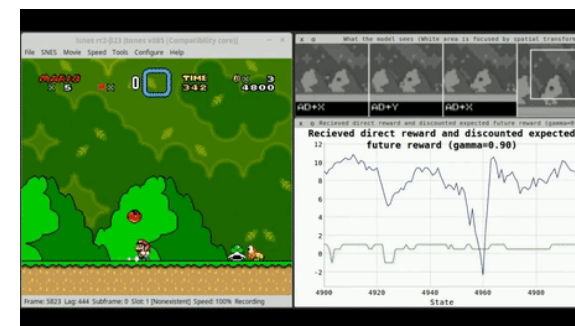 lsnes rr2-β23 [bsnes v085 (Compatibility core)]
File SNES Movie Speed Tools Configure Help
MARIO
x 5
0
TIME
342
x 3
4800
Frame: 5823 Lag: 444 Subframe: 0 Slot: 1 [Nonexistent] Speed: 100% Recording
What the model sees (White area is focused by spatial transform
AD+X
AD+Y
AD+X
Recieved direct reward and discounted expected future reward (gamma=0
Recieved direct reward and discounted expected
future reward (gamma=0.90)
12
10
8
6
4
2
0
-2
4900
4920
4940
4960
4980
State